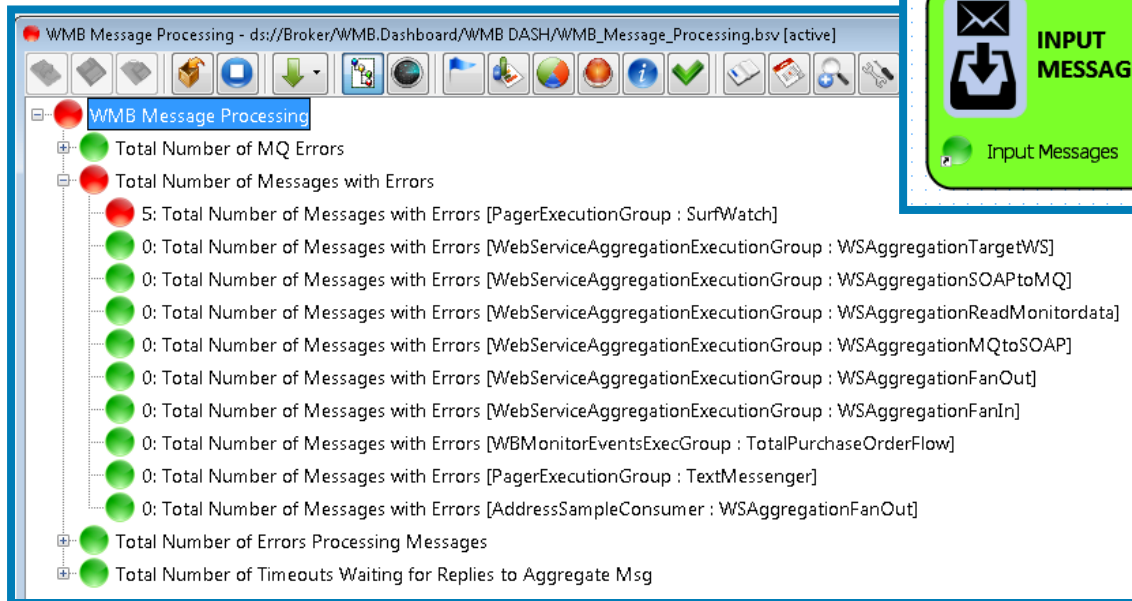 WMB Message Processing - ds://Broker/WMB.Dashboard/WMB DASH/WMB_Message_Processing.bsv [active]
WMB Message Processing
Total Number of MQ Errors
Total Number of Messages with Errors
5: Total Number of Messages with Errors [PagerExecutionGroup : SurfWatch]
0: Total Number of Messages with Errors [WebServiceAggregationExecutionGroup : WSAggregationTargetWS]
0: Total Number of Messages with Errors [WebServiceAggregationExecutionGroup : WSAggregationSOAPtoMQ]
0: Total Number of Messages with Errors [WebServiceAggregationExecutionGroup : WSAggregationReadMonitordata]
0: Total Number of Messages with Errors [WebServiceAggregationExecutionGroup : WSAggregationMQtoSOAP]
0: Total Number of Messages with Errors [WebServiceAggregationExecutionGroup : WSAggregationFanOut]
0: Total Number of Messages with Errors [WebServiceAggregationExecutionGroup : WSAggregationFanIn]
0: Total Number of Messages with Errors [WBMonitorEventsExecGroup : TotalPurchaseOrderFlow]
0: Total Number of Messages with Errors [PagerExecutionGroup : TextMessenger]
0: Total Number of Messages with Errors [AddressSampleConsumer : WSAggregationFanOut]
Total Number of Errors Processing Messages
Total Number of Timeouts Waiting for Replies to Aggregate Msg
INPUT
MESSAG
Input Messages